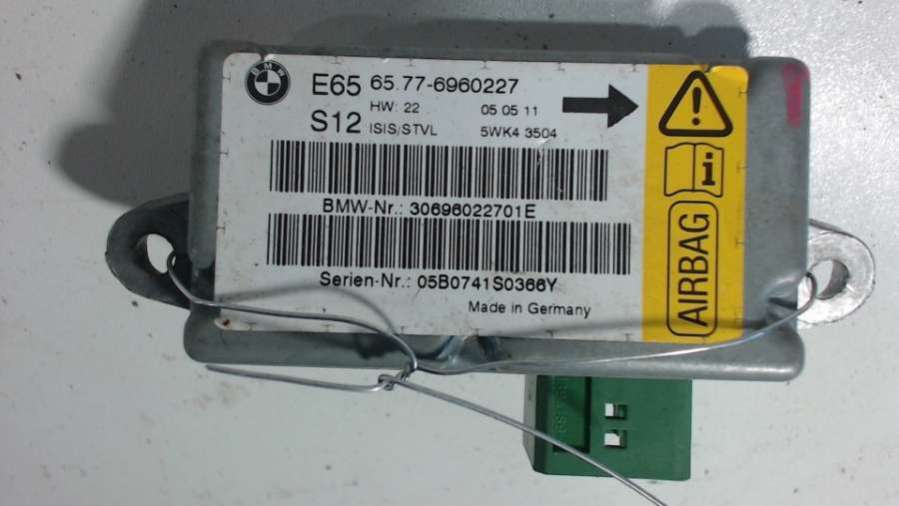 BMW
E65 65.77-6960227
HW: 22 05 05 11
S12 ISIS/STVL 5WK4 3504
BMW-Nr.: 30696022701E
Serien-Nr.: 05B0741S0366Y
Made in Germany
AIRBAG